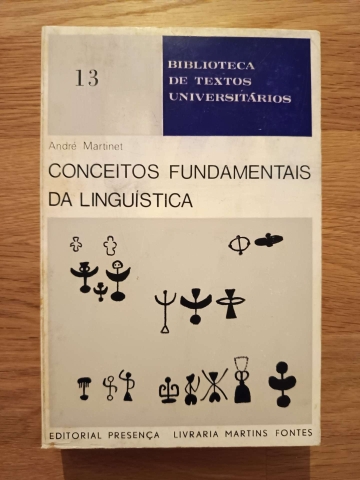 13
BIBLIOTECA
DE TEXTOS
UNIVERSITÁRIOS
André Martinet
CONCEITOS FUNDAMENTAIS
DA LINGUÍSTICA
EDITORIAL PRESENÇA LIVRARIA MARTINS FONTES